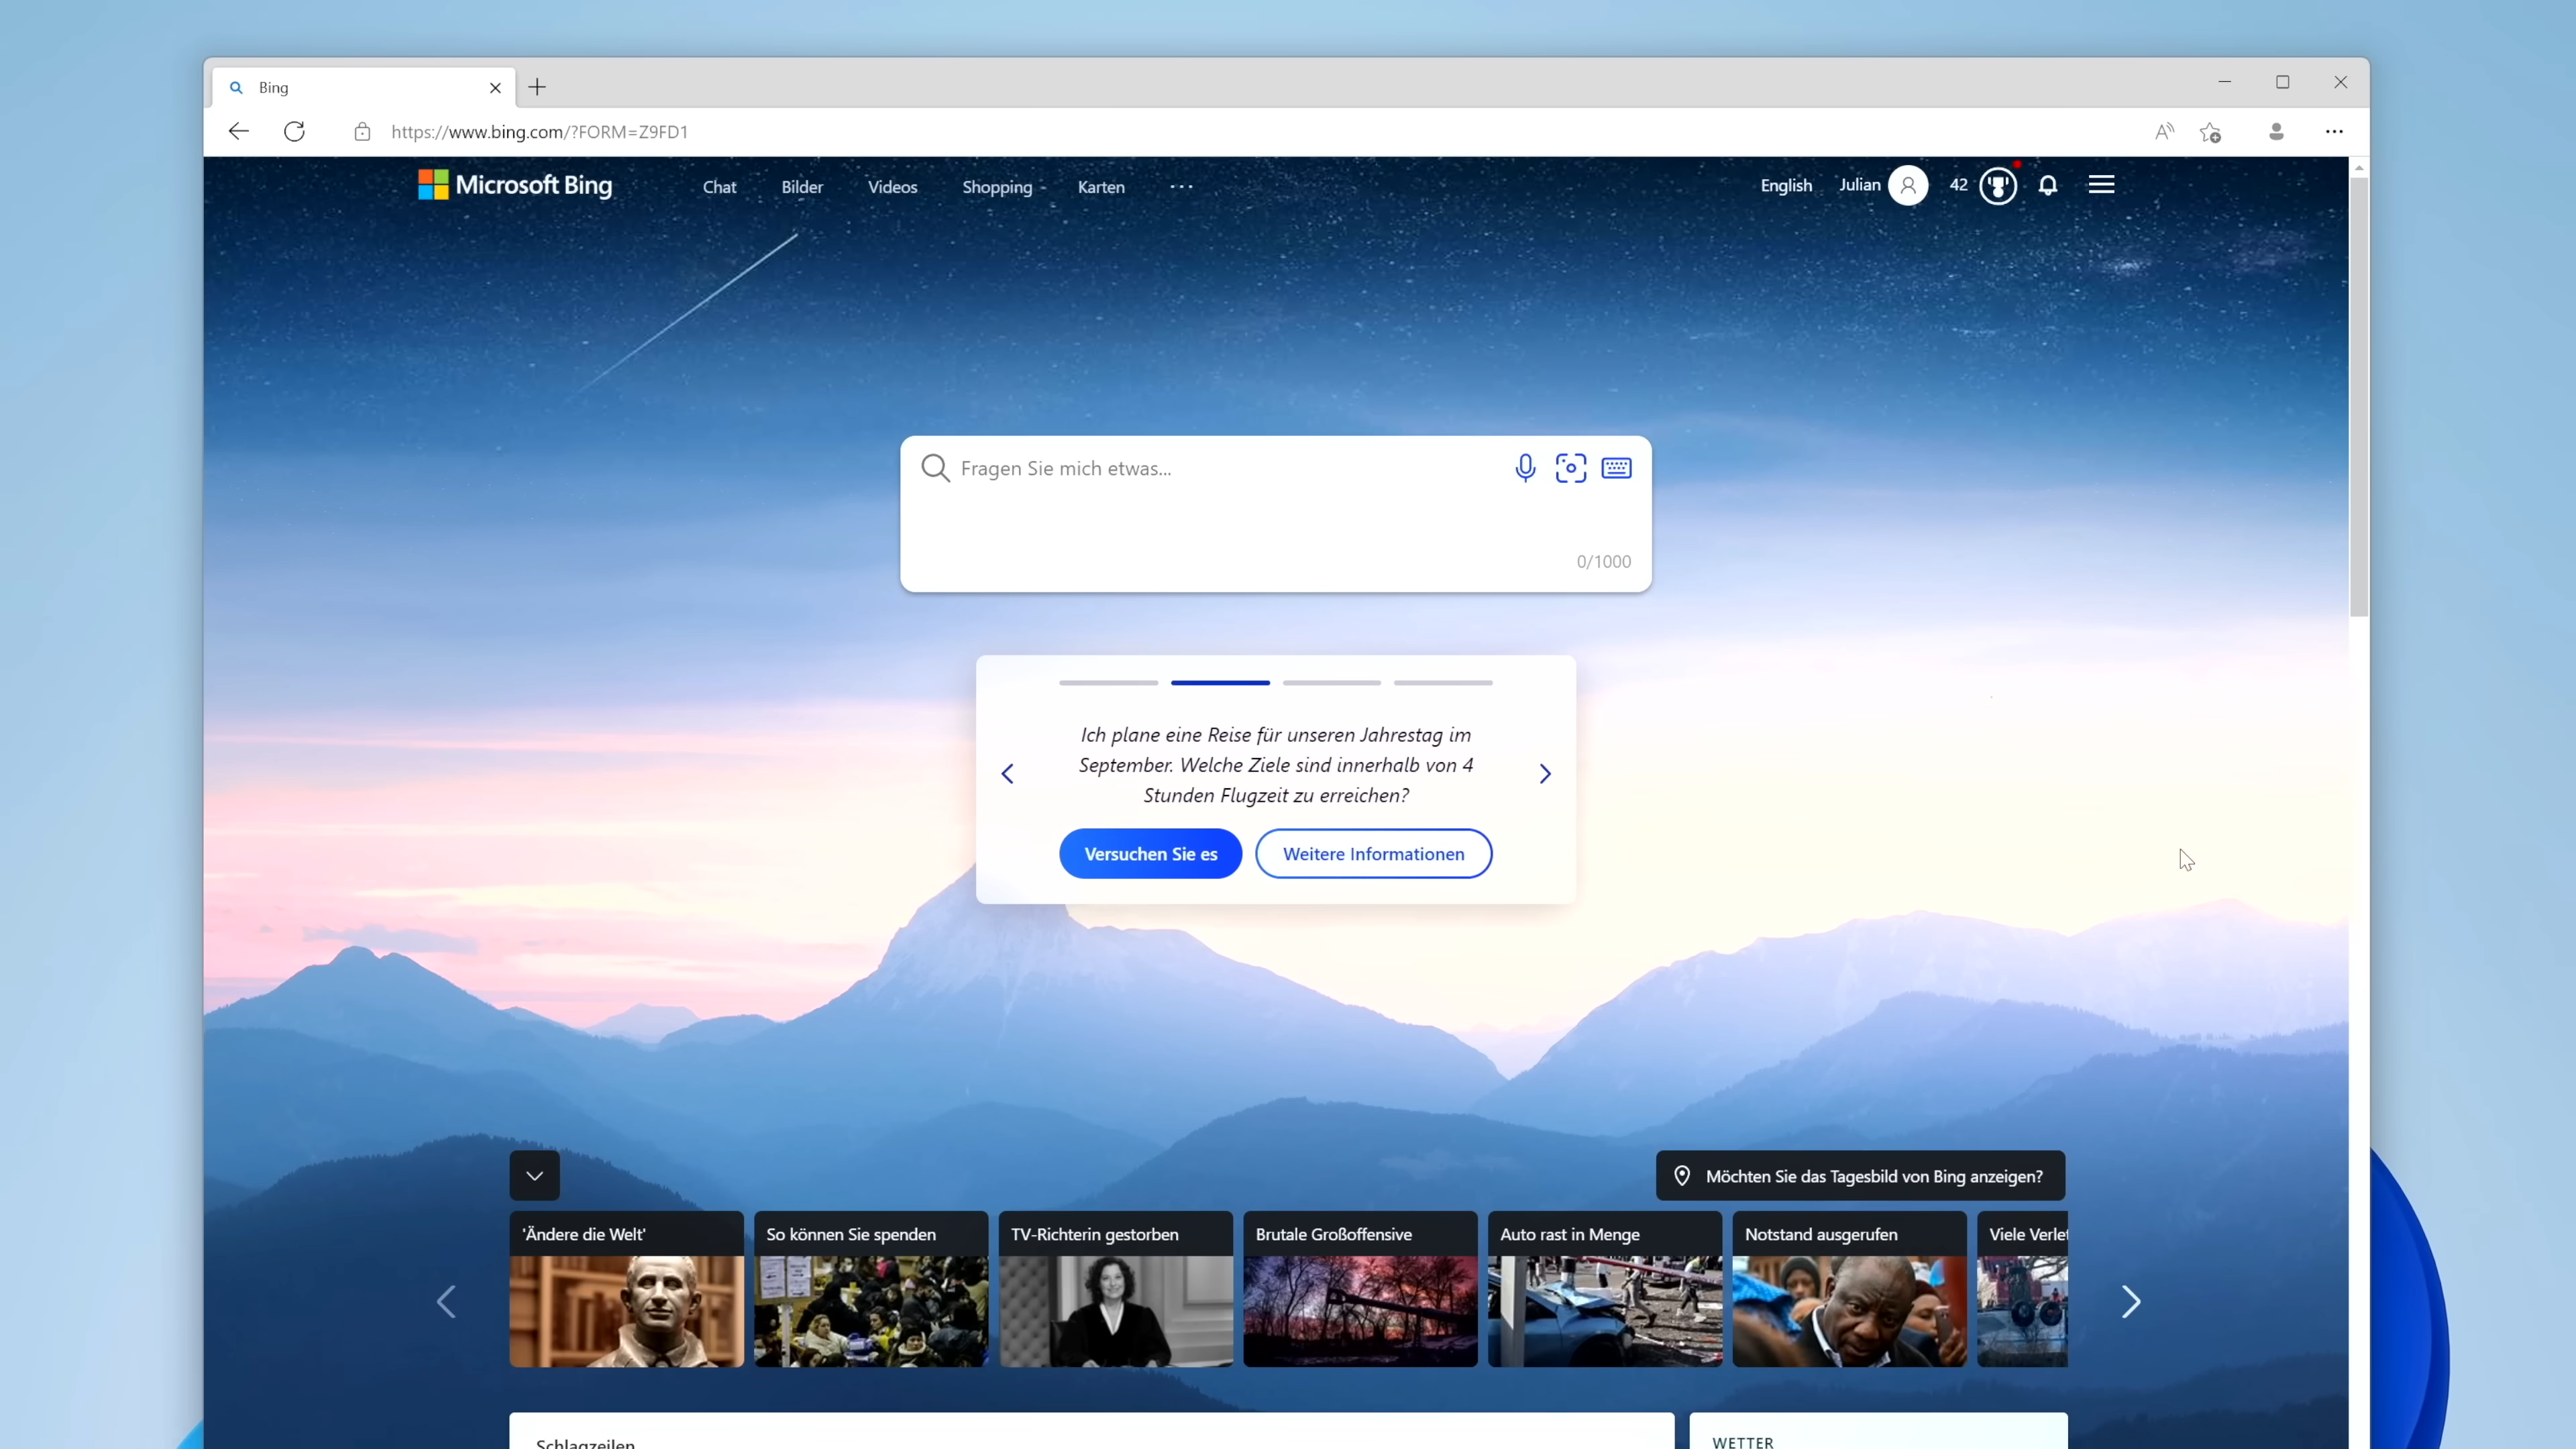 Bing
https://www.bing.com/?FORM=Z9FD1
Microsoft Bing
Chat
Bilder
Videos
Shopping
Karten
English
Julian
42
Fragen Sie mich etwas...
0/1000
Ich plane eine Reise für unseren Jahrestag im
September. Welche Ziele sind innerhalb von 4
Stunden Flugzeit zu erreichen?
Versuchen Sie es
Weitere Informationen
Möchten Sie das Tagesbild von Bing anzeigen?
'Ändere die Welt'
So können Sie spenden
TV-Richterin gestorben
Brutale Großoffensive
Auto rast in Menge
Notstand ausgerufen
Viele Verlet
Schlagzeilen
WETTER